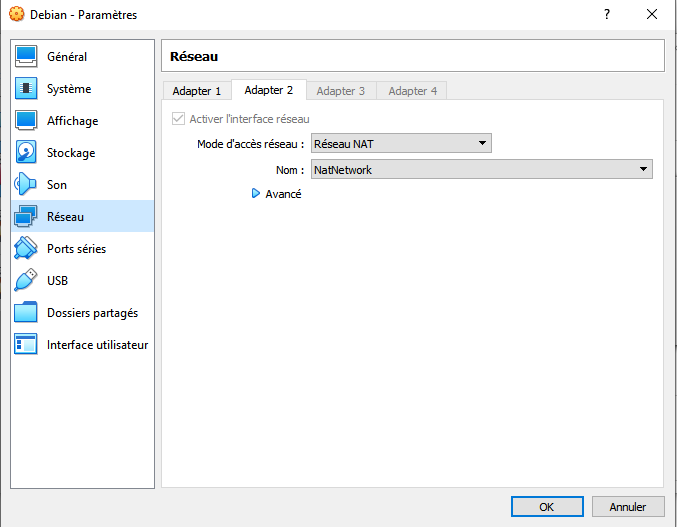 Debian - Paramètres
?
Général
Système
Affichage
Stockage
Son
Réseau
Ports séries
USB
Dossiers partagés
Interface utilisateur
Réseau
Adapter 1 Adapter 2 Adapter 3 Adapter 4
Activer l'interface réseau
Mode d'accès réseau : Réseau NAT
Nom : NatNetwork
Avancé
OK Annuler